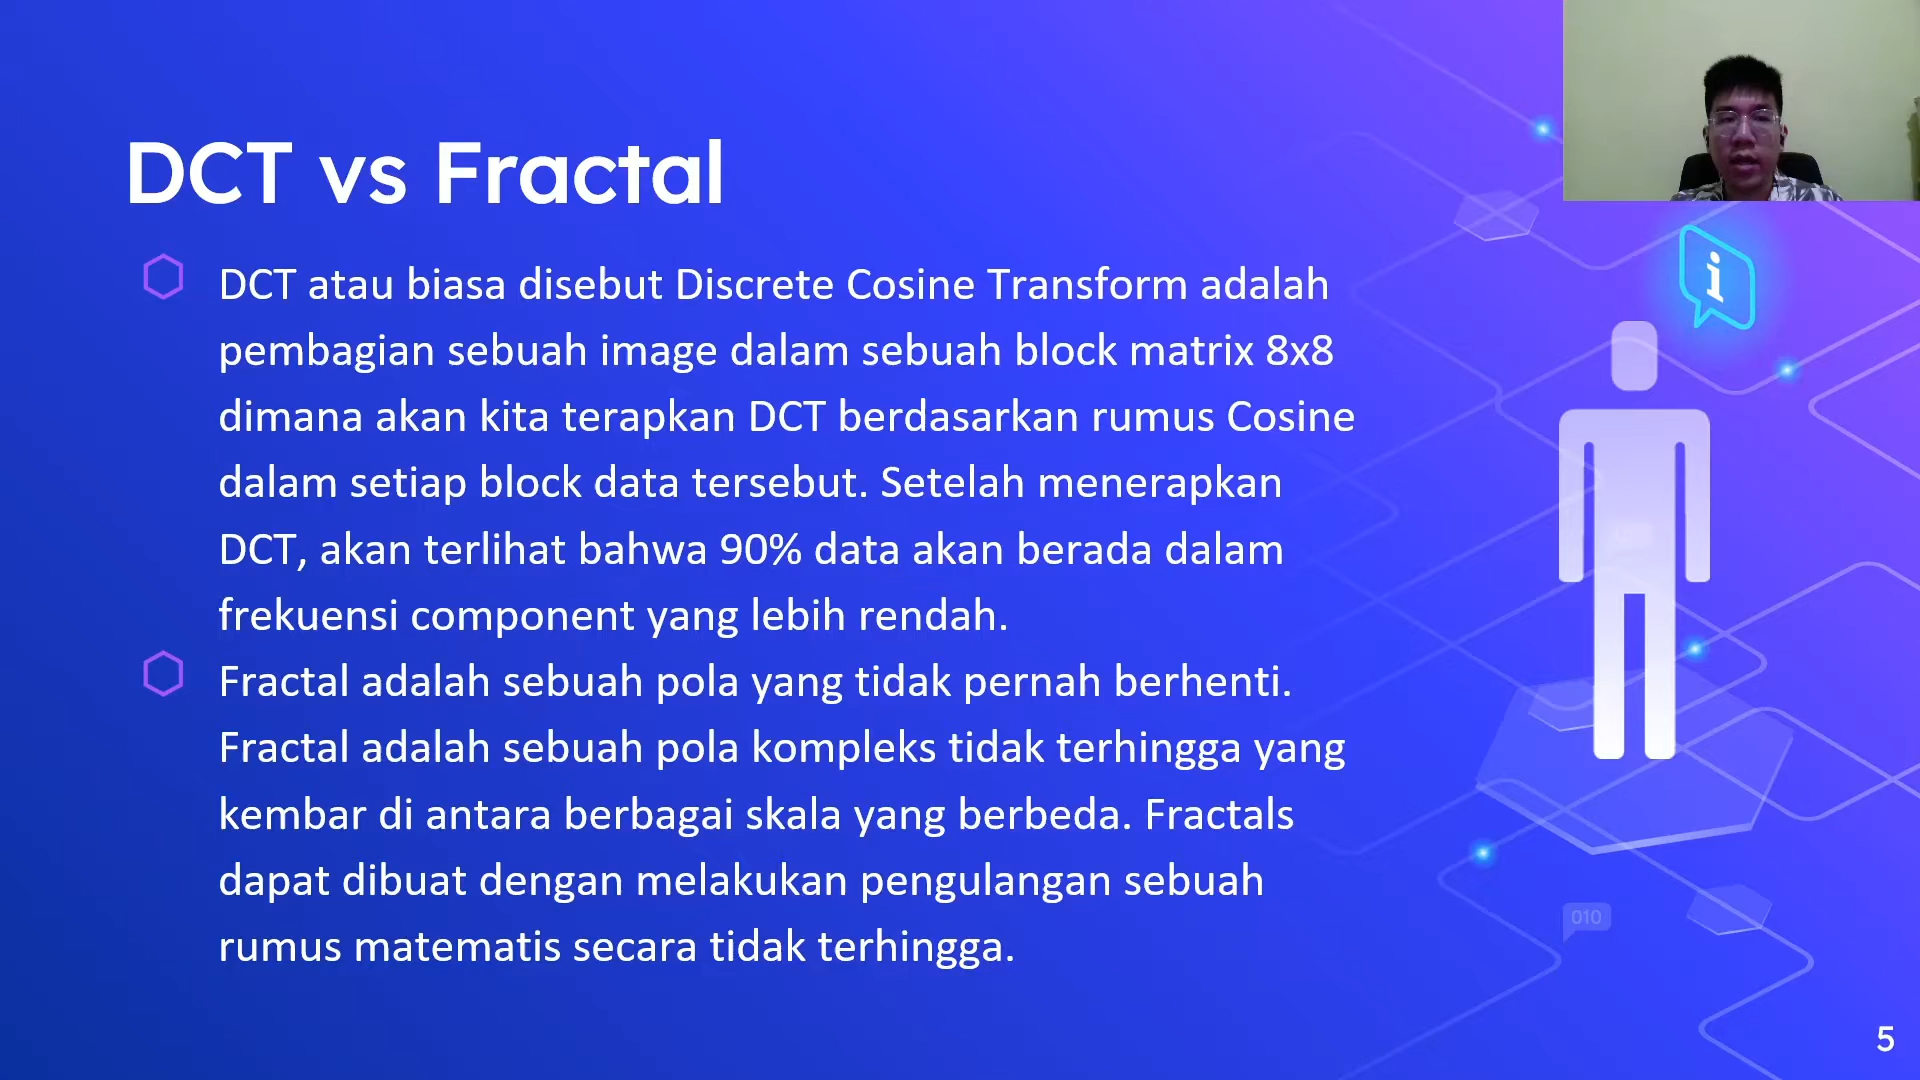 DCT vs Fractal
DCT atau biasa disebut Discrete Cosine Transform adalah
pembagian sebuah image dalam sebuah block matrix 8x8
dimana akan kita terapkan DCT berdasarkan rumus Cosine
dalam setiap block data tersebut. Setelah menerapkan
DCT, akan terlihat bahwa 90% data akan berada dalam
frekuensi component yang lebih rendah.
Fractal adalah sebuah pola yang tidak pernah berhenti.
Fractal adalah sebuah pola kompleks tidak terhingga yang
kembar di antara berbagai skala yang berbeda. Fractals
dapat dibuat dengan melakukan pengulangan sebuah
rumus matematis secara tidak terhingga.
i
010
5